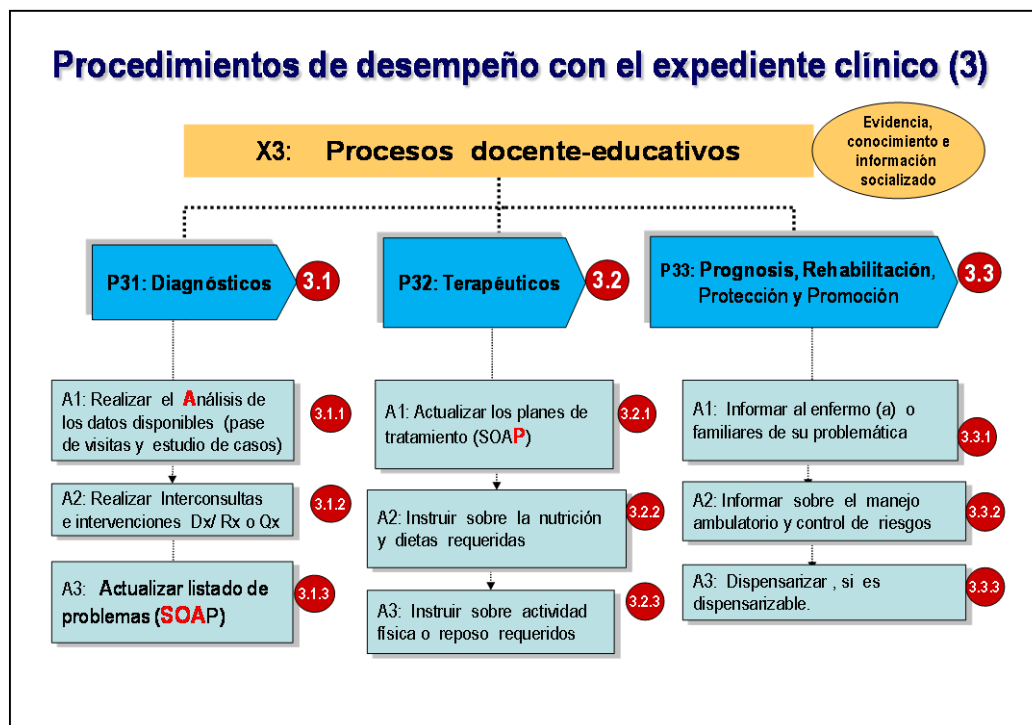 Procedimientos de desempeño con el expediente clínico (3)
X3: Procesos docente-educativos
Evidencia,
conocimiento e
información
socializado
P31: Diagnósticos
3.1
P32: Terapéuticos
3.2
P33: Prognosis, Rehabilitación,
Protección y Promoción
3.3
A1: Realizar el Análisis de
los datos disponibles (pase
de visitas y estudio de casos)
3.1.1
A2: Realizar Interconsultas
e intervenciones Dx/ Rx o Qx
3.1.2
A3: Actualizar listado de
problemas (SOAP)
3.1.3
A1: Actualizar los planes de
tratamiento (SOAP)
3.2.1
A2: Instruir sobre la nutrición
y dietas requeridas
3.2.2
A3: Instruir sobre actividad
física o reposo requeridos
3.2.3
A1: Informar al enfermo (a) o
familiares de su problemática
3.3.1
A2: Informar sobre el manejo
ambulatorio y control de riesgos
3.3.2
A3: Dispensarizar , si es
dispensarizable.
3.3.3